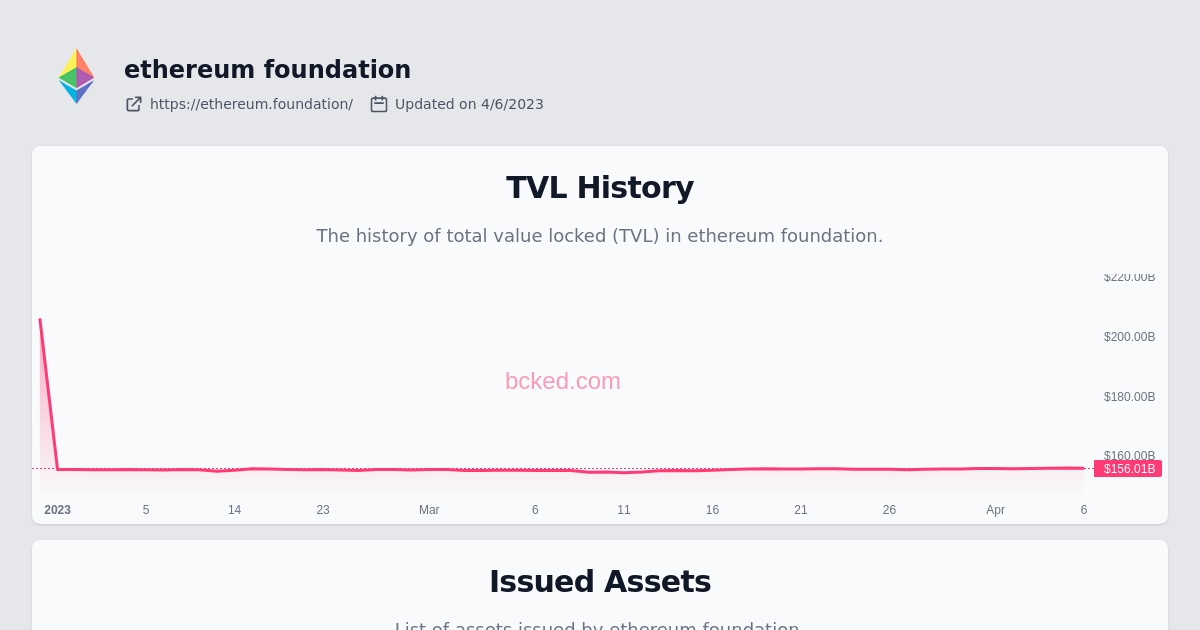 ethereum foundation
https://ethereum.foundation/ Updated on 4/6/2023
TVL History
The history of total value locked (TVL) in ethereum foundation.
$220.00B
$200.00B
bcked.com
$180.00B
$160.00B
$156.01B
2023 5 14 23 Mar 6 11 16 21 26 Apr 6
Issued Assets
List of assets issued by ethereum foundation.